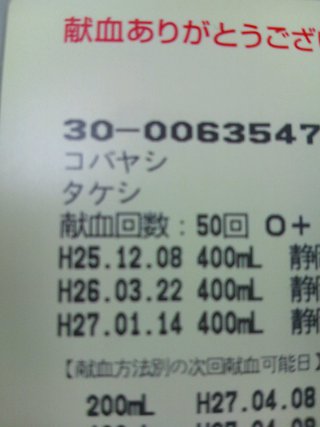 献血ありがとうござい
30-0063547
コバヤシ
タケシ
献血回数:50回 O+
H25.12.08 400mL 静
H26.03.22 400mL 静
H27.01.14 400mL 静
【献血方法別の次回献血可能日】
200mL H27.04.08